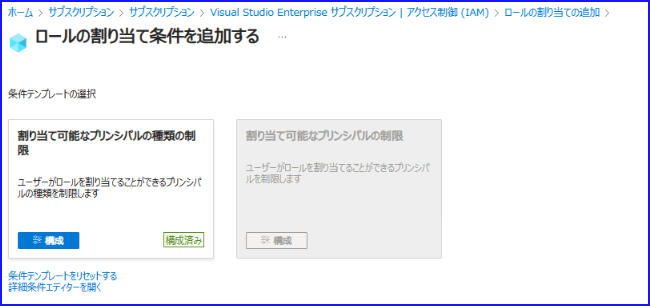 ホーム > サブスクリプション > サブスクリプション > Visual Studio Enterprise サブスクリプション | アクセス制御 (IAM) > ロールの割り当ての追加 >
ロールの割り当て条件を追加する ...
条件テンプレートの選択
割り当て可能なプリンシパルの種類の制
限
ユーザーがロールを割り当てることができるプリンシパ
ルの種類を制限します
構成
構成済み
割り当て可能なプリンシパルの制限
ユーザーがロールを割り当てることができるプリンシパ
ルを制限します
構成
条件テンプレートをリセットする
詳細条件エディターを開く